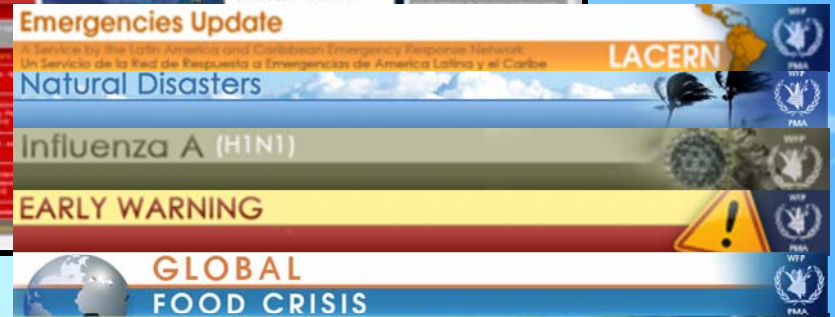 Emergencies Update
WFP
A Service by the Latin America and Caribbean Emergency Response Network
Un Servicio de la Red de Respuesta a Emergencias de America Latina y el Caribe
LACERN
PMA
Natural Disasters
WFP
PMA
Influenza A (H1N1)
WFP
PMA
EARLY WARNING
WFP
PMA
GLOBAL
WFP
FOOD CRISIS
PMA